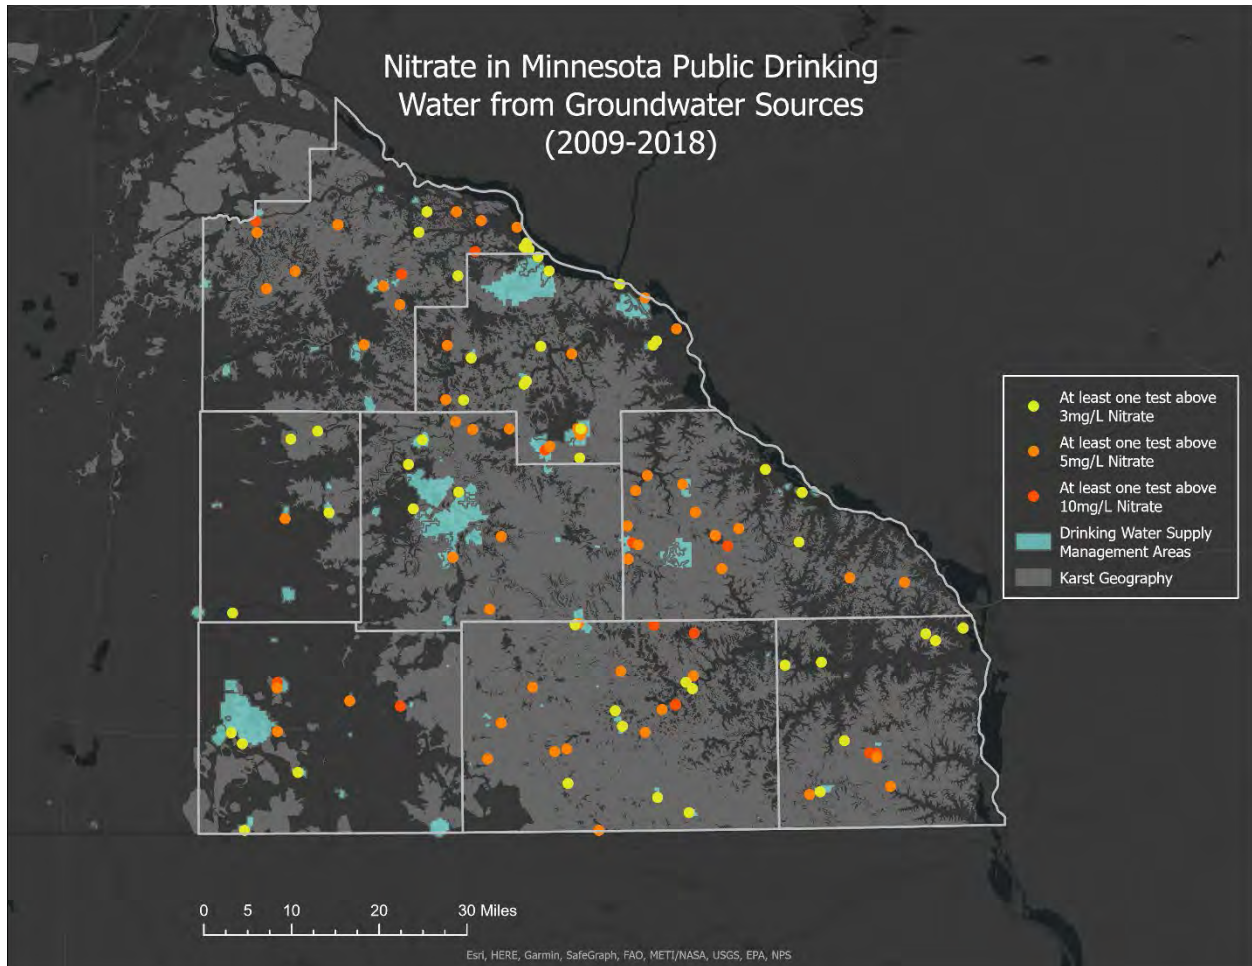 Nitrate in Minnesota Public Drinking
Water from Groundwater Sources
(2009-2018)
At least one test above
3mg/L Nitrate
At least one test above
5mg/L Nitrate
At least one test above
10mg/L Nitrate
Drinking Water Supply
Management Areas
Karst Geography
0 5 10 20 30 Miles
Esri, HERE, Garmin, SafeGraph, FAO, METI/NASA, USGS, EPA, NPS